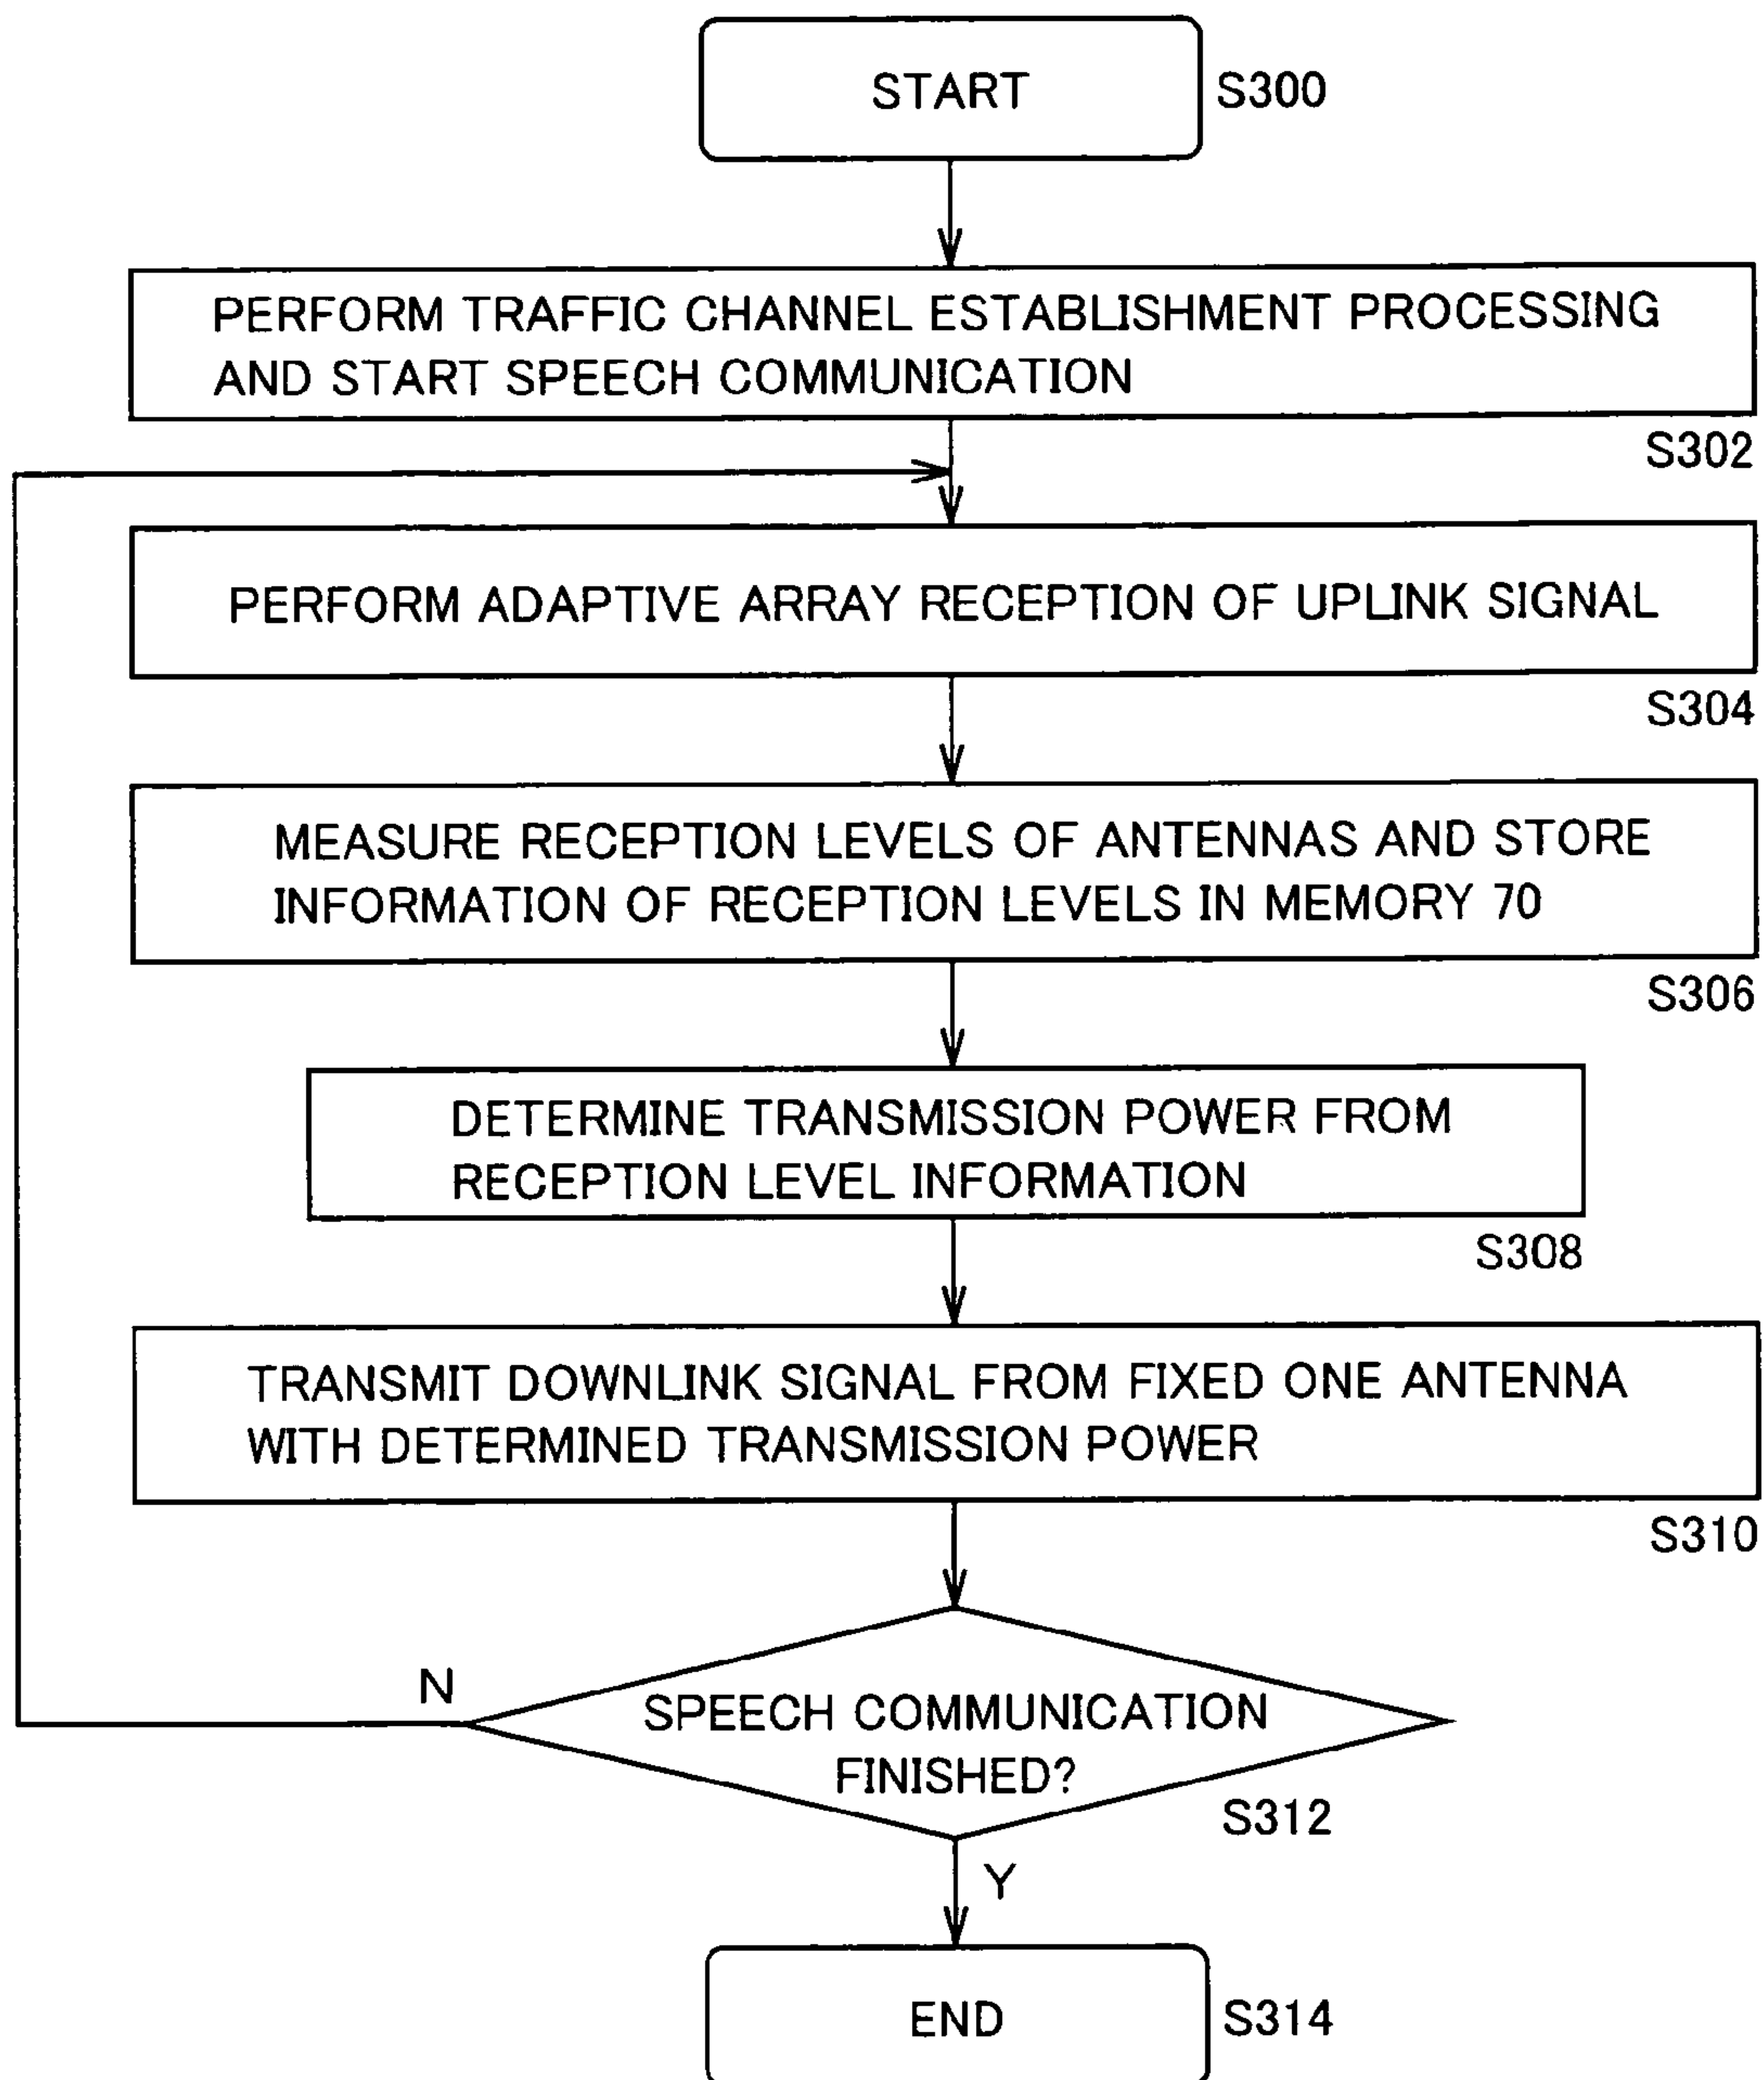 START
S300
PERFORM TRAFFIC CHANNEL ESTABLISHMENT PROCESSING
AND START SPEECH COMMUNICATION
S302
PERFORM ADAPTIVE ARRAY RECEPTION OF UPLINK SIGNAL
S304
MEASURE RECEPTION LEVELS OF ANTENNAS AND STORE
INFORMATION OF RECEPTION LEVELS IN MEMORY 70
S306
DETERMINE TRANSMISSION POWER FROM
RECEPTION LEVEL INFORMATION
S308
TRANSMIT DOWNLINK SIGNAL FROM FIXED ONE ANTENNA
WITH DETERMINED TRANSMISSION POWER
S310
N
SPEECH COMMUNICATION
FINISHED?
S312
Y
END
S314